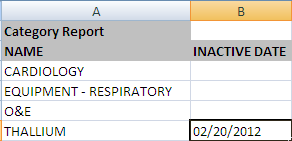 A B
Category Report
NAME INACTIVE DATE
CARDIOLOGY
EQUIPMENT - RESPIRATORY
O&E
THALLIUM 02/20/2012